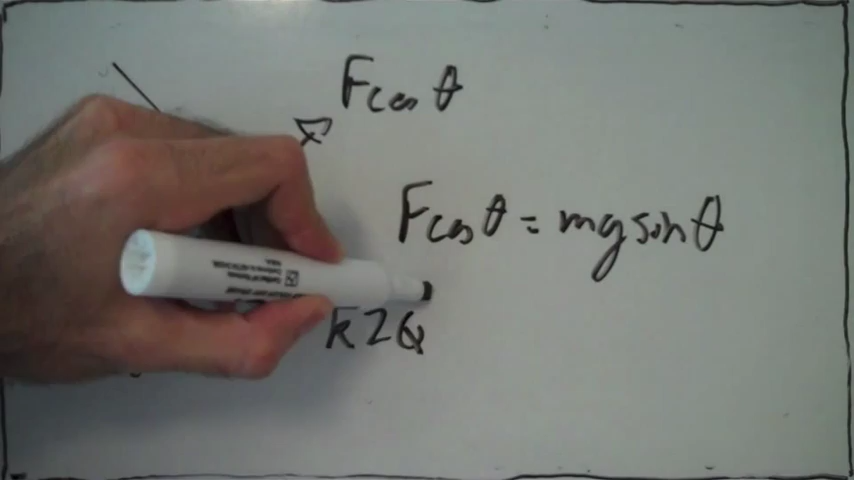 Fcosθ
Fcosθ = mgsinθ
k2Q